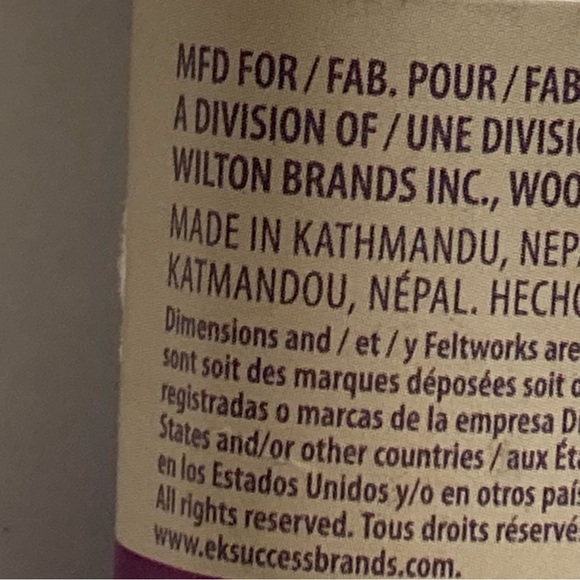 MFD FOR / FAB. POUR / FAB
A DIVISION OF / UNE DIVISI
WILTON BRANDS INC., WOO
MADE IN KATHMANDU, NEP
KATMANDOU, NÉPAL. HECHO
Dimensions and / et / y Feltworks are
sont soit des marques déposées soit d
registradas o marcas de la empresa Di
States and/or other countries / aux Éta
en los Estados Unidos y/o en otros paí
All rights reserved. Tous droits réservé
www.eksuccessbrands.com.